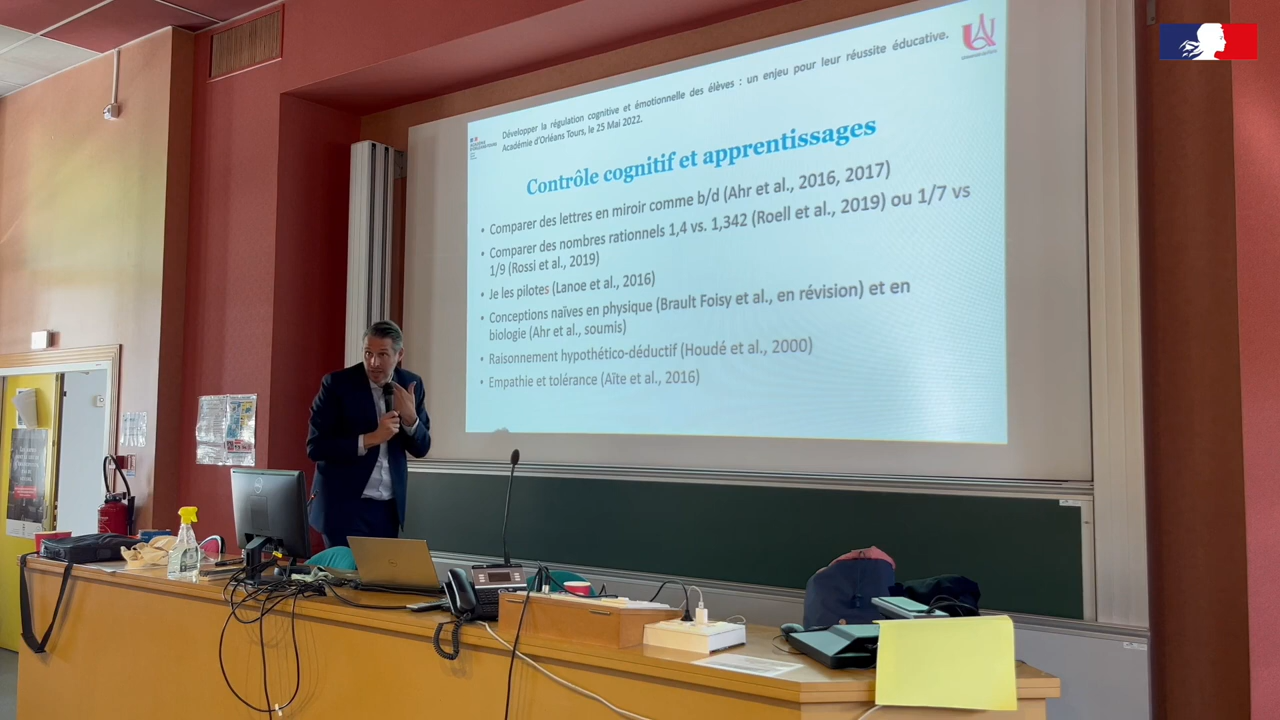 Développer la régulation cognitive et émotionnelle des élèves : un enjeu pour leur réussite éducative.
Académie d'Orléans Tours, le 25 Mai 2022.
Contrôle cognitif et apprentissages
• Comparer des lettres en miroir comme b/d (Ahr et al., 2016, 2017)
• Comparer des nombres rationnels 1,4 vs. 1,342 (Roell et al., 2019) ou 1/7 vs
1/9 (Rossi et al., 2019)
• Je les pilotes (Lanoe et al., 2016)
• Conceptions naïves en physique (Brault Foisy et al., en révision) et en
biologie (Ahr et al., soumis)
• Raisonnement hypothético-déductif (Houdé et al., 2000)
• Empathie et tolérance (Aïte et al., 2016)